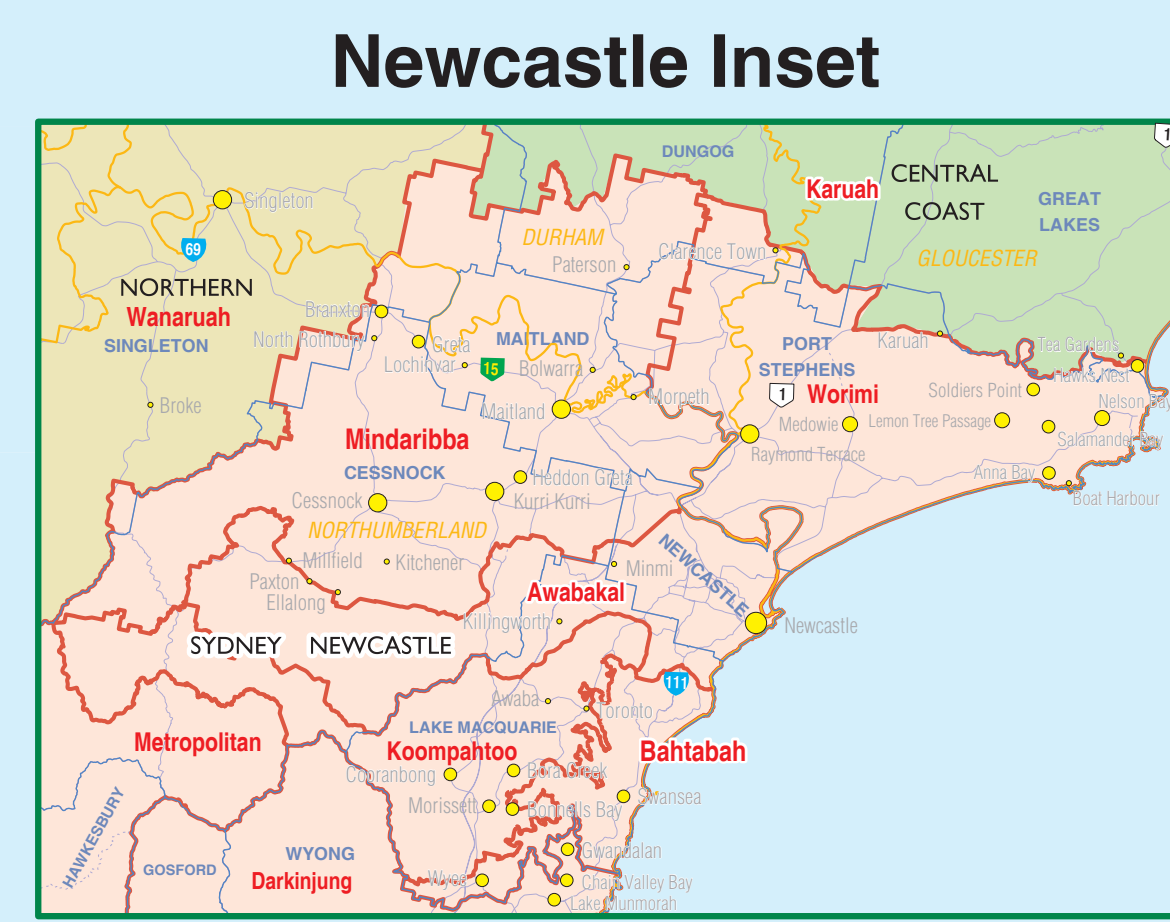 Newcastle Inset
1
DUNGOG
Karuah
CENTRAL
COAST
GREAT
LAKES
Singleton
69
DURHAM
Paterson
Clarence Town
GLOUCESTER
NORTHERN
Wanaruah
SINGLETON
Branxton
North Rothbury
Greta
Lochinvar
MAITLAND
15
Bolwarra
PORT
STEPHENS
1
Worimi
Karuah
Tea Gardens
Hawks Nest
Soldiers Point
Nelson Bay
Broke
Maitland
Morpeth
Medowie
Lemon Tree Passage
Salamander Bay
Mindaribba
CESSNOCK
Raymond Terrace
Anna Bay
Boat Harbour
Heddon Greta
Cessnock
Kurri Kurri
NORTHUMBERLAND
Millfield
Kitchener
Paxton
Ellalong
NEWCASTLE
Minmi
Awabakal
Killingworth
Newcastle
SYDNEY NEWCASTLE
111
Awaba
Toronto
LAKE MACQUARIE
Metropolitan
Koompahtoo
Bahtabah
Cooranbong
Bora Creek
Morissett
Bonnells Bay
Swansea
HAWKESBURY
GOSFORD
WYONG
Darkinjung
Gwandalan
Wyee
Chain Valley Bay
Lake Munmorah